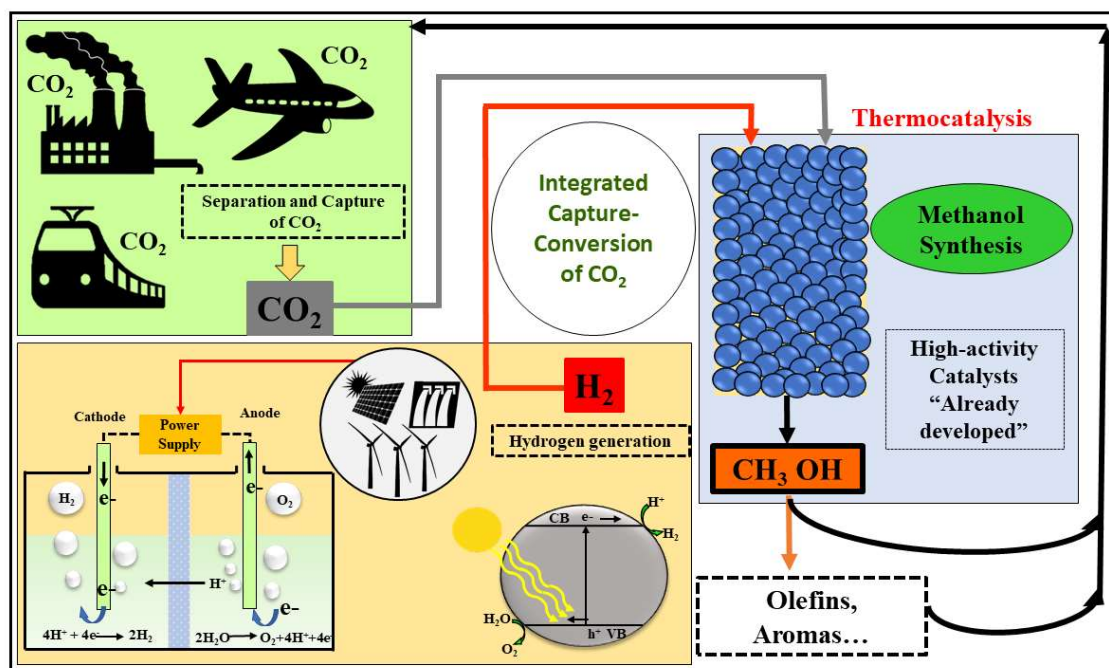 CO2
CO2
CO2
Separation and Capture
of CO2
CO2
Integrated
Capture-
Conversion
of CO2
Thermocatalysis
Methanol
Synthesis
High-activity
Catalysts
“Already
developed”
CH3 OH
Olefins,
Aromas…
H2
Hydrogen generation
Cathode
Power
Supply
Anode
e-
e-
H2
O2
H+
e-
e-
4H+ + 4e- 2H2
2H2O O2+4H++4e-
CB e-
H+
H2
H2O
O2
h+ VB